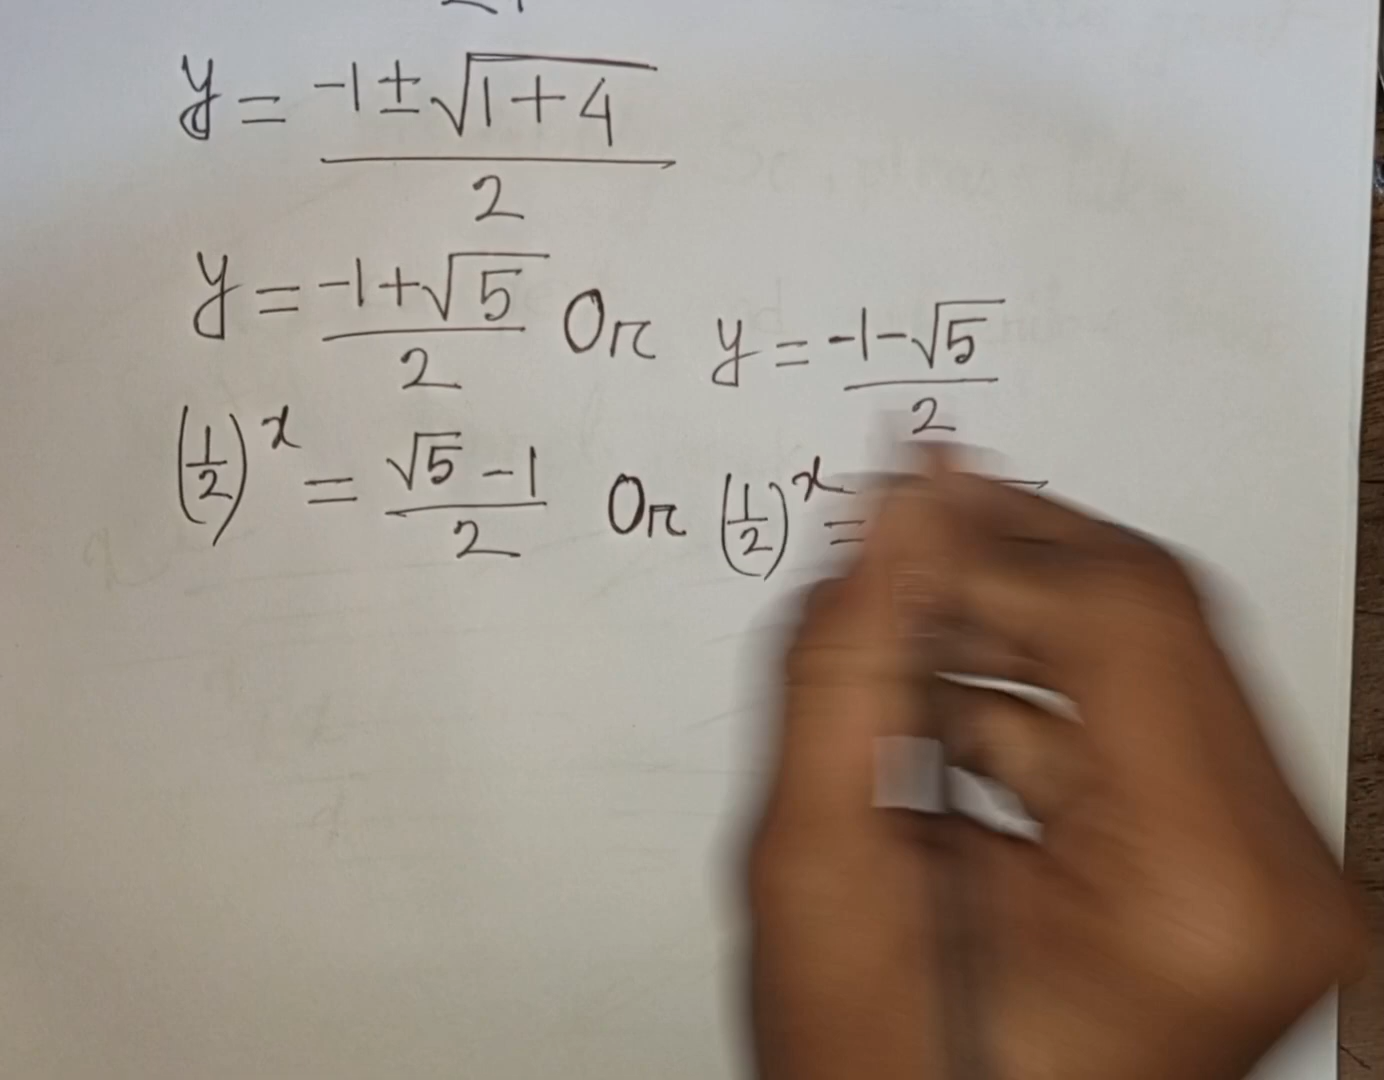 y = (-1 ± √(1+4)) / 2
y = (-1+√5) / 2 Or y = (-1-√5) / 2
(1/2)^x = (√5 - 1) / 2 Or (1/2)^x =